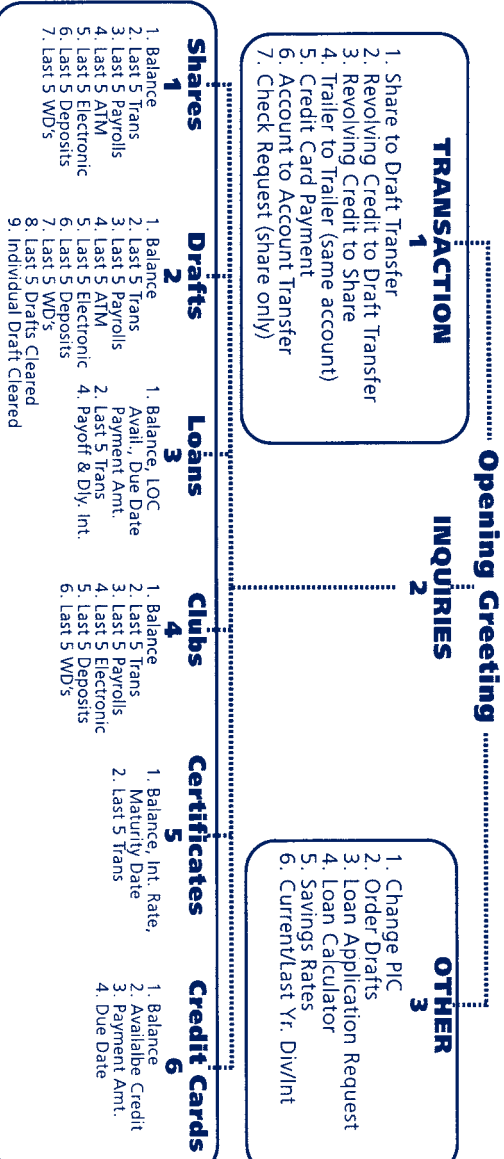 Opening Greeting
TRANSACTION
1
1. Share to Draft Transfer
2. Revolving Credit to Draft Transfer
3. Revolving Credit to Share
4. Trailer to Trailer (same account)
5. Credit Card Payment
6. Account to Account Transfer
7. Check Request (share only)
INQUIRIES
2
OTHER
3
1. Change PIC
2. Order Drafts
3. Loan Application Request
4. Loan Calculator
5. Savings Rates
6. Current/Last Yr. Div/Int
Shares
1
1. Balance
2. Last 5 Trans
3. Last 5 Payrolls
4. Last 5 ATM
5. Last 5 Electronic
6. Last 5 Deposits
7. Last 5 WD's
Drafts
2
1. Balance
2. Last 5 Trans
3. Last 5 Payrolls
4. Last 5 ATM
5. Last 5 Electronic
6. Last 5 Deposits
7. Last 5 WD's
8. Last 5 Drafts Cleared
9. Individual Draft Cleared
Loans
3
1. Balance, LOC
Avail., Due Date
Payment Amt.
2. Last 5 Trans
4. Payoff & Dly. Int.
Clubs
4
1. Balance
2. Last 5 Trans
3. Last 5 Payrolls
4. Last 5 Electronic
5. Last 5 Deposits
6. Last 5 WD's
Certificates
5
1. Balance, Int. Rate,
Maturity Date
2. Last 5 Trans
Credit Cards
6
1. Balance
2. Availalbe Credit
3. Payment Amt.
4. Due Date